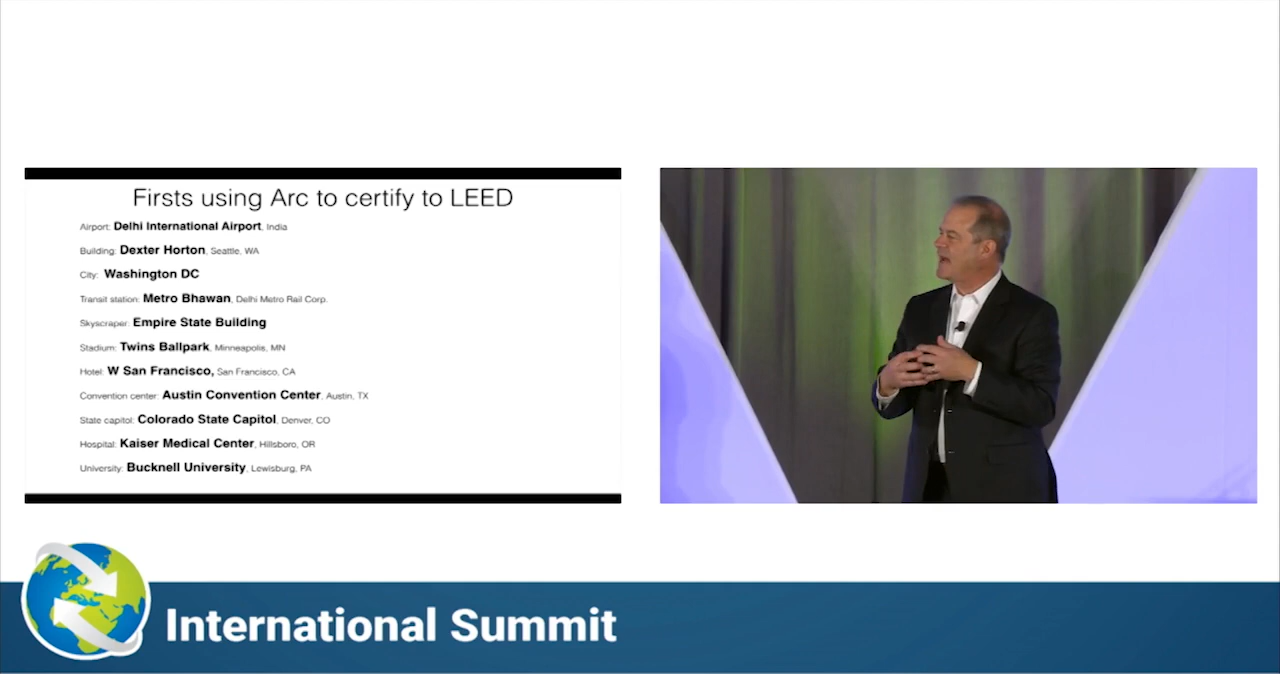 Firsts using Arc to certify to LEED
Airport: Delhi International Airport, India
Building: Dexter Horton, Seattle, WA
City: Washington DC
Transit station: Metro Bhawan, Delhi Metro Rail Corp.
Skyscraper: Empire State Building
Stadium: Twins Ballpark, Minneapolis, MN
Hotel: W San Francisco, San Francisco, CA
Convention center: Austin Convention Center, Austin, TX
State capitol: Colorado State Capitol, Denver, CO
Hospital: Kaiser Medical Center, Hillsboro, OR
University: Bucknell University, Lewisburg, PA
International Summit